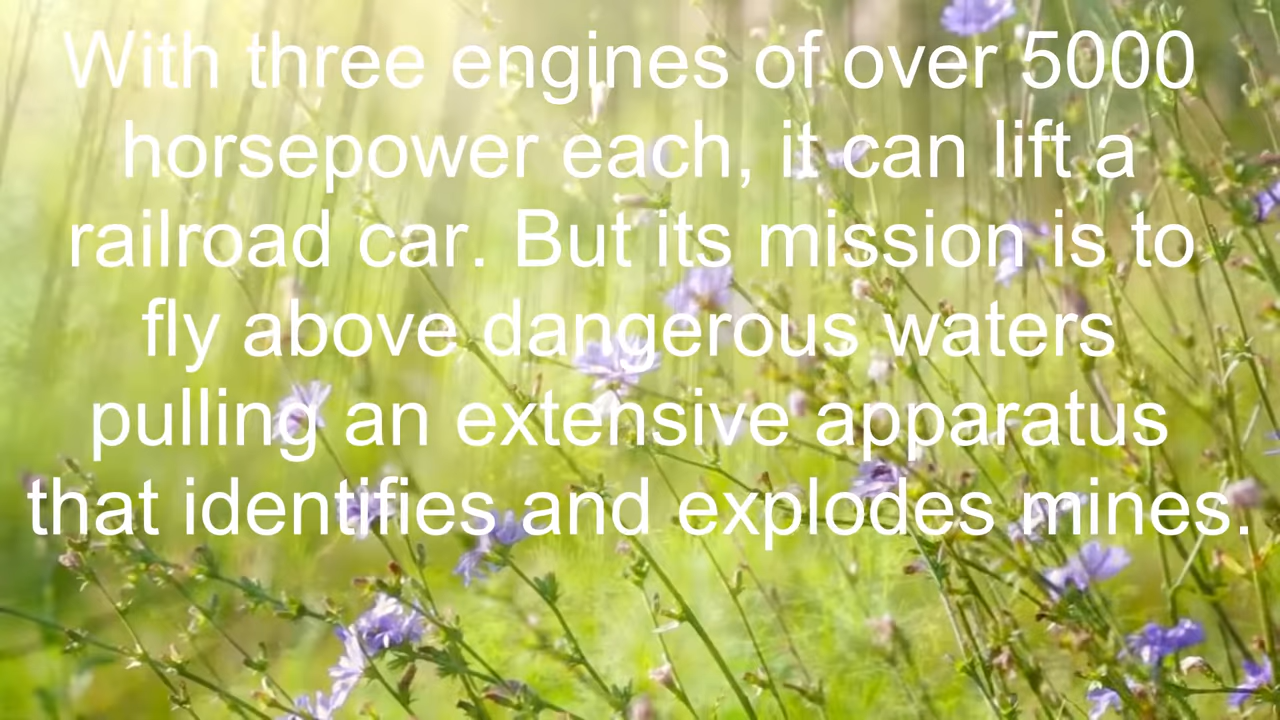 With three engines of over 5000
horsepower each, it can lift a
railroad car. But its mission is to
fly above dangerous waters
pulling an extensive apparatus
that identifies and explodes mines.